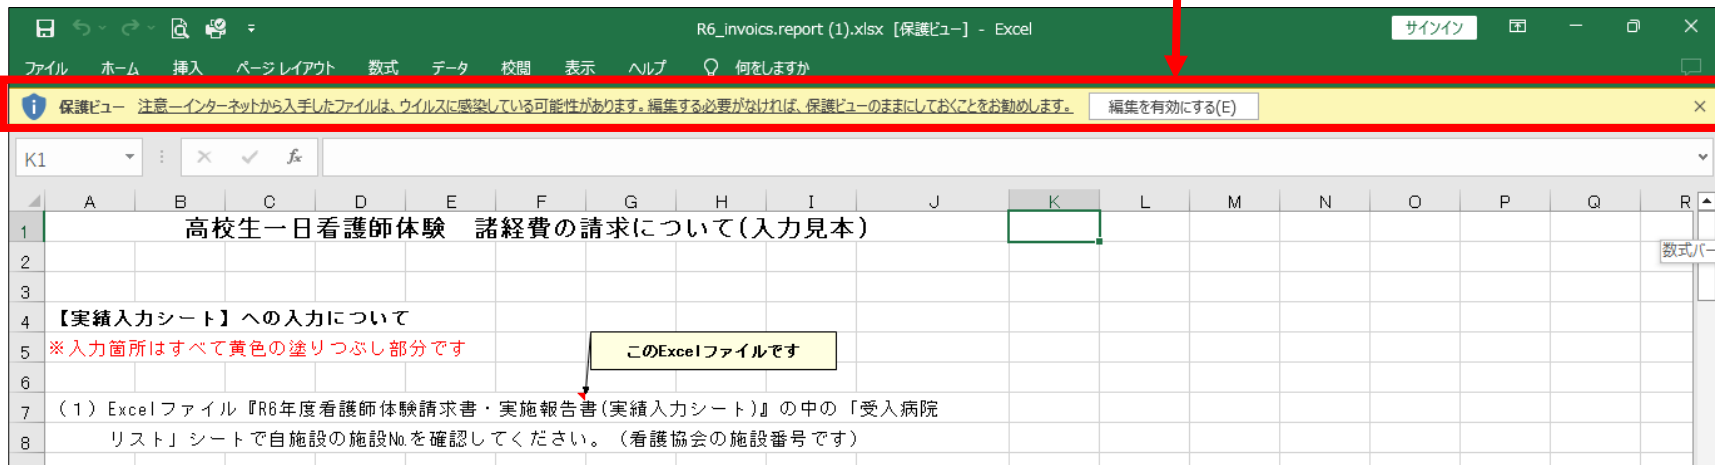 R6_invoics.report (1).xlsx [保護ビュー] - Excel
サインイン
ファイル ホーム 挿入 ページ レイアウト 数式 データ 校閲 表示 ヘルプ 何をしますか
保護ビュー 注意―インターネットから入手したファイルは、ウイルスに感染している可能性があります。編集する必要がなければ、保護ビューのままにしておくことをお勧めします。 編集を有効にする(E)
K1 fx
A B C D E F G H I J K L M N O P Q R
1 高校生一日看護師体験 諸経費の請求について(入力見本)
2
数式バー
3
4 【実績入力シート】への入力について
5 ※入力箇所はすべて黄色の塗りつぶし部分です
このExcelファイルです
6
7 (1) Excelファイル『R6年度看護師体験請求書・実施報告書(実績入力シート)』の中の「受入病院
8 リスト」シートで自施設の施設№を確認してください。(看護協会の施設番号です)